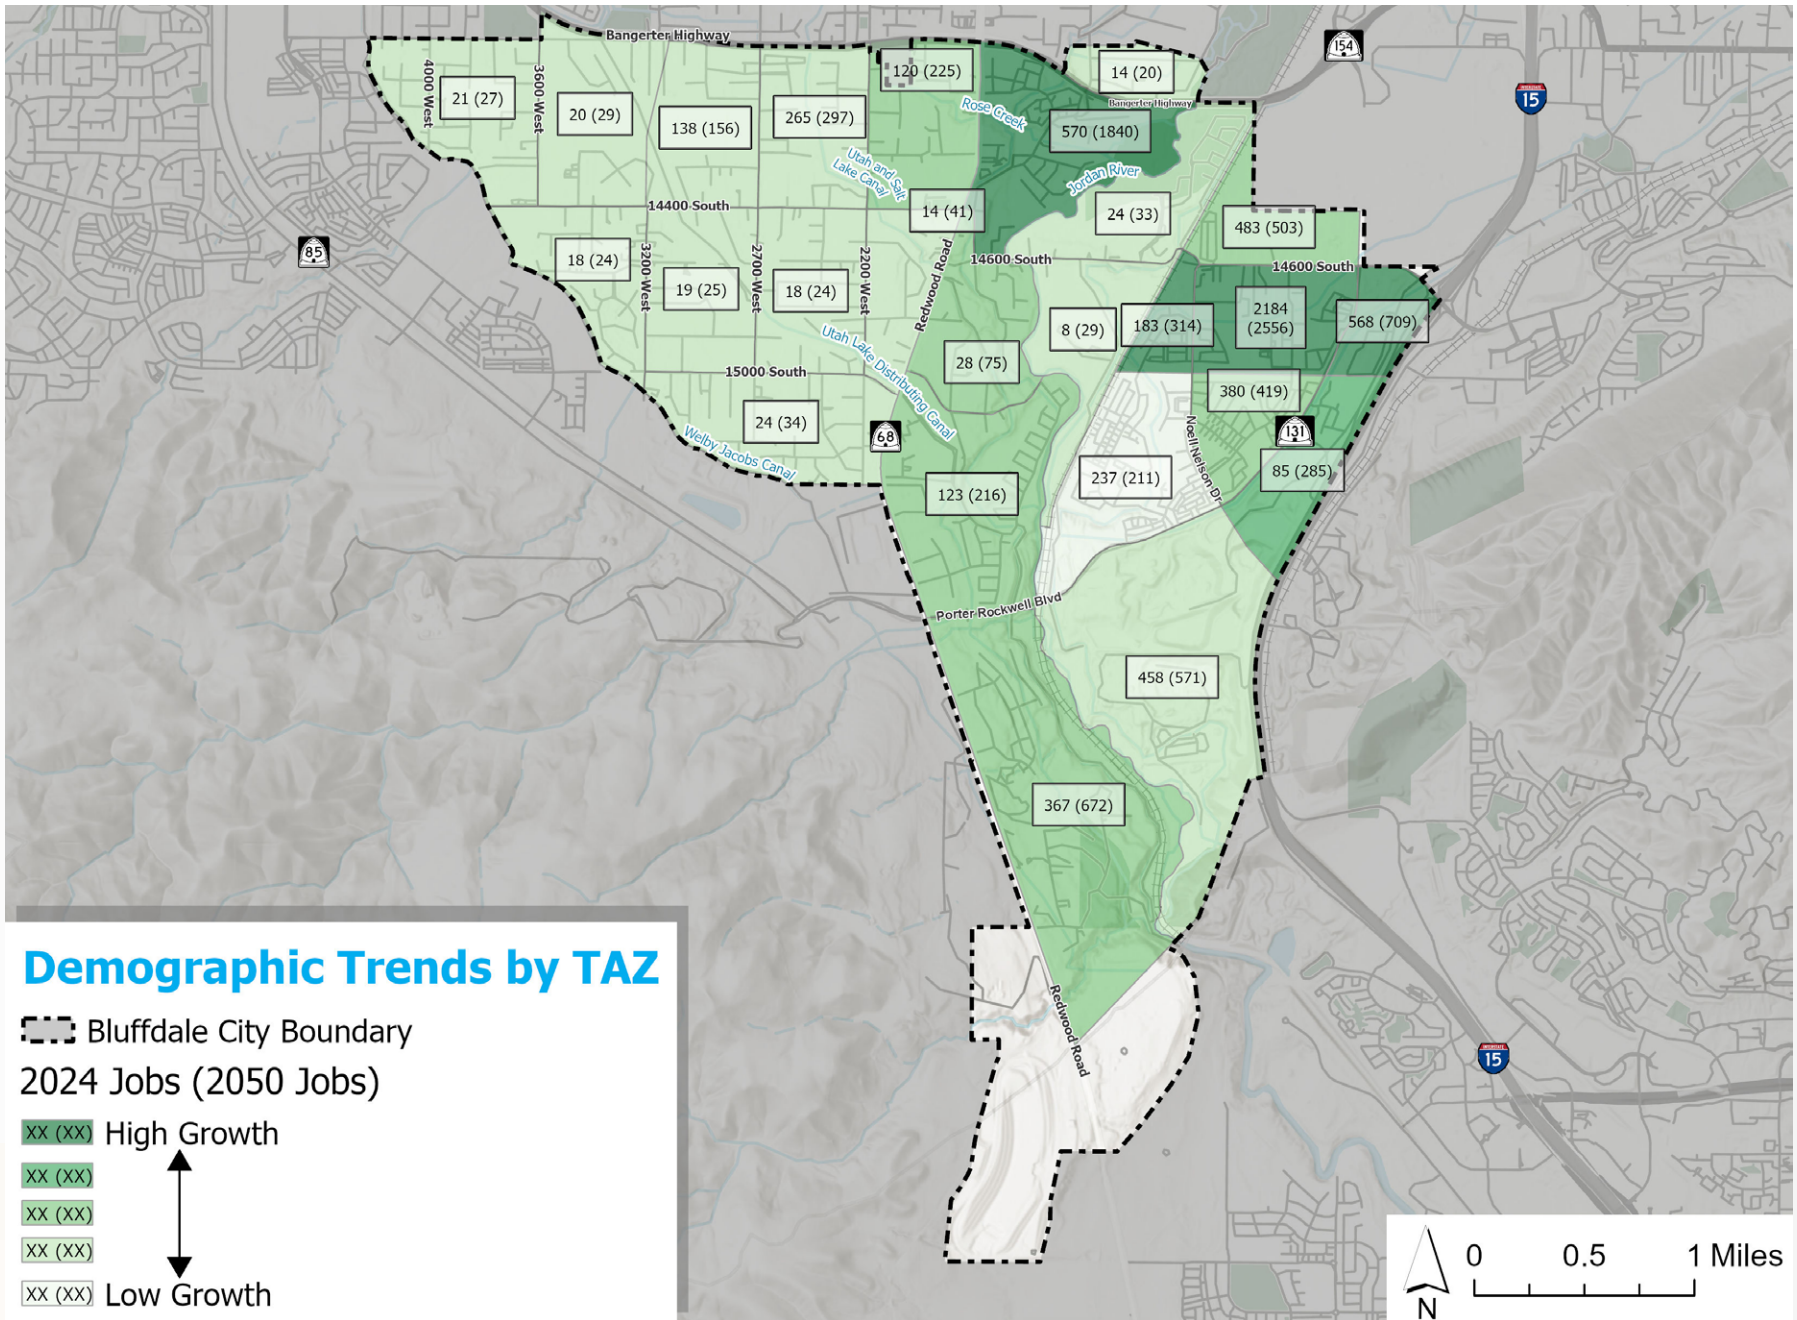 Bangerter Highway
154
15
4000 West
3600 West
21 (27)
20 (29)
138 (156)
265 (297)
120 (225)
14 (20)
Bangerter Highway
Rose Creek
570 (1840)
Utah and Salt
Lake Canal
Jordan River
14400 South
14 (41)
24 (33)
483 (503)
85
18 (24)
3200 West
19 (25)
2700 West
18 (24)
2200 West
Redwood Road
14600 South
14600 South
8 (29)
183 (314)
2184
(2556)
568 (709)
Utah Lake Distributing Canal
28 (75)
15000 South
380 (419)
24 (34)
68
131
Noell Nelson Dr
Welby Jacobs Canal
85 (285)
237 (211)
123 (216)
Porter Rockwell Blvd
458 (571)
367 (672)
Redwood Road
15
Demographic Trends by TAZ
Bluffdale City Boundary
2024 Jobs (2050 Jobs)
XX (XX) High Growth
XX (XX)
XX (XX)
XX (XX)
XX (XX) Low Growth
N
0 0.5 1 Miles